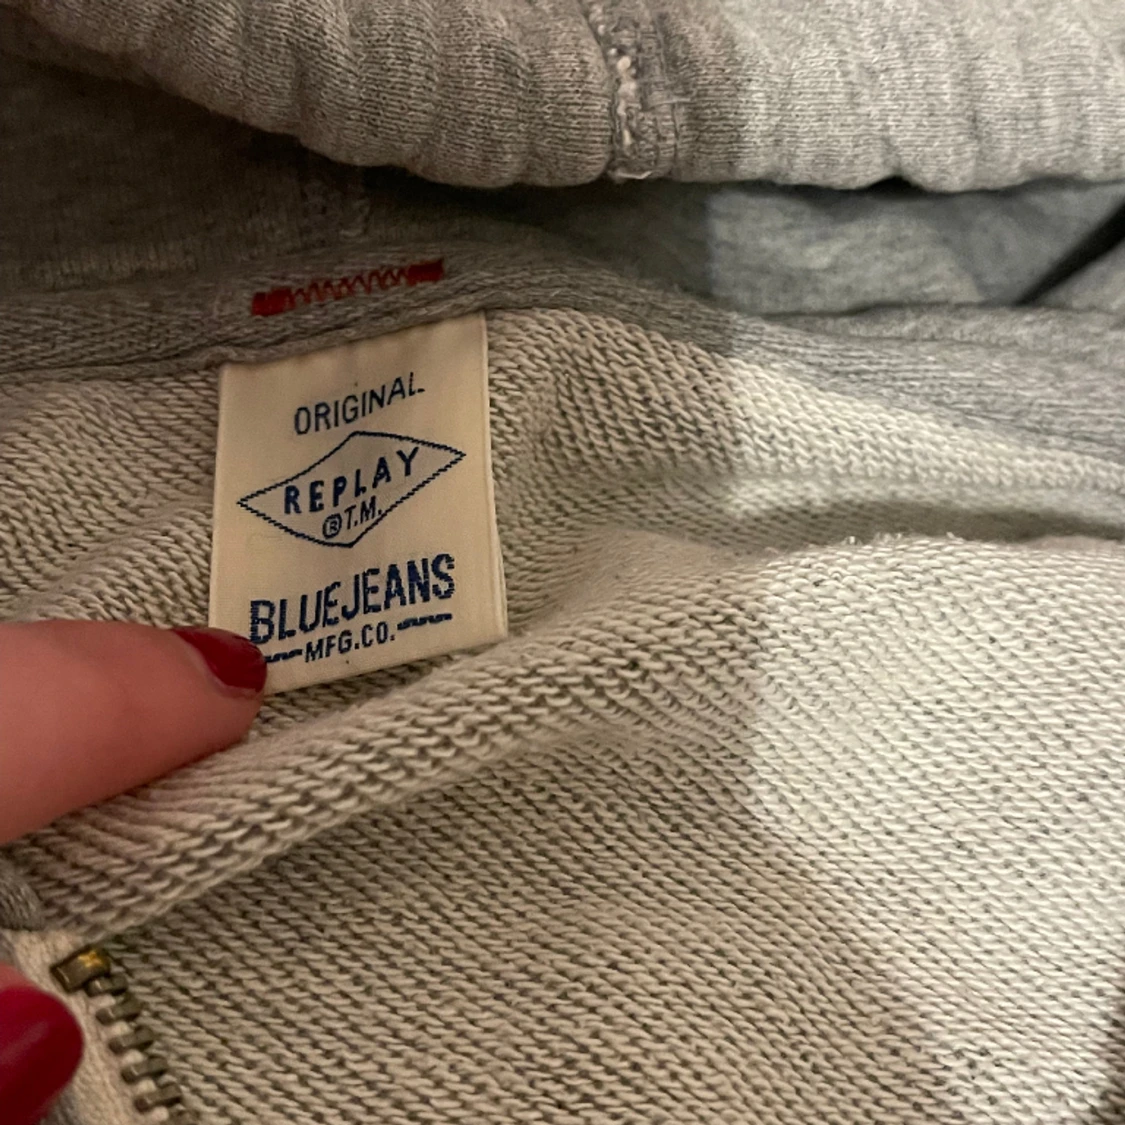 ORIGINAL
REPLAY
® T.M.
BLUEJEANS
MFG.CO.